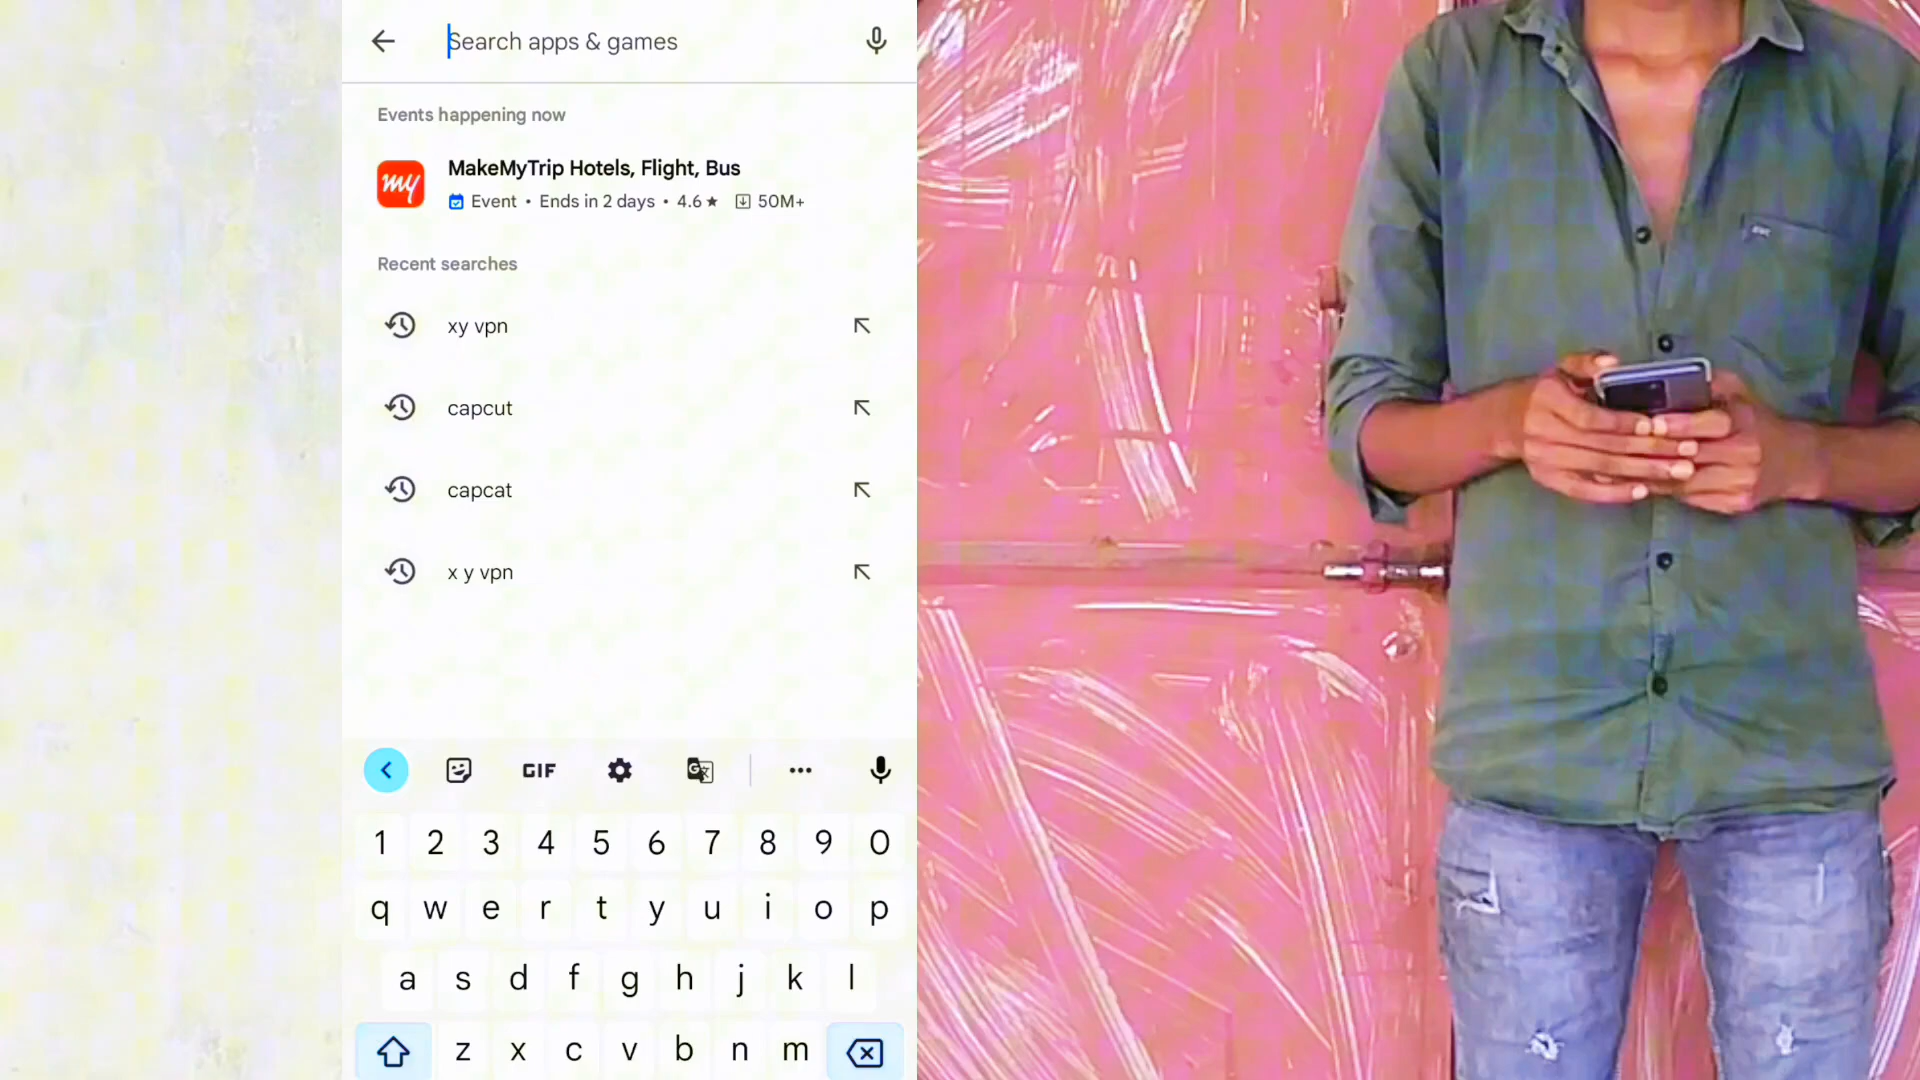 Search apps & games
Events happening now
my
MakeMyTrip Hotels, Flight, Bus
Event • Ends in 2 days • 4.6 ★ 50M+
Recent searches
xy vpn
capcut
capcat
x y vpn
GIF
1 2 3 4 5 6 7 8 9 0
q w e r t y u i o p
a s d f g h j k l
z x c v b n m